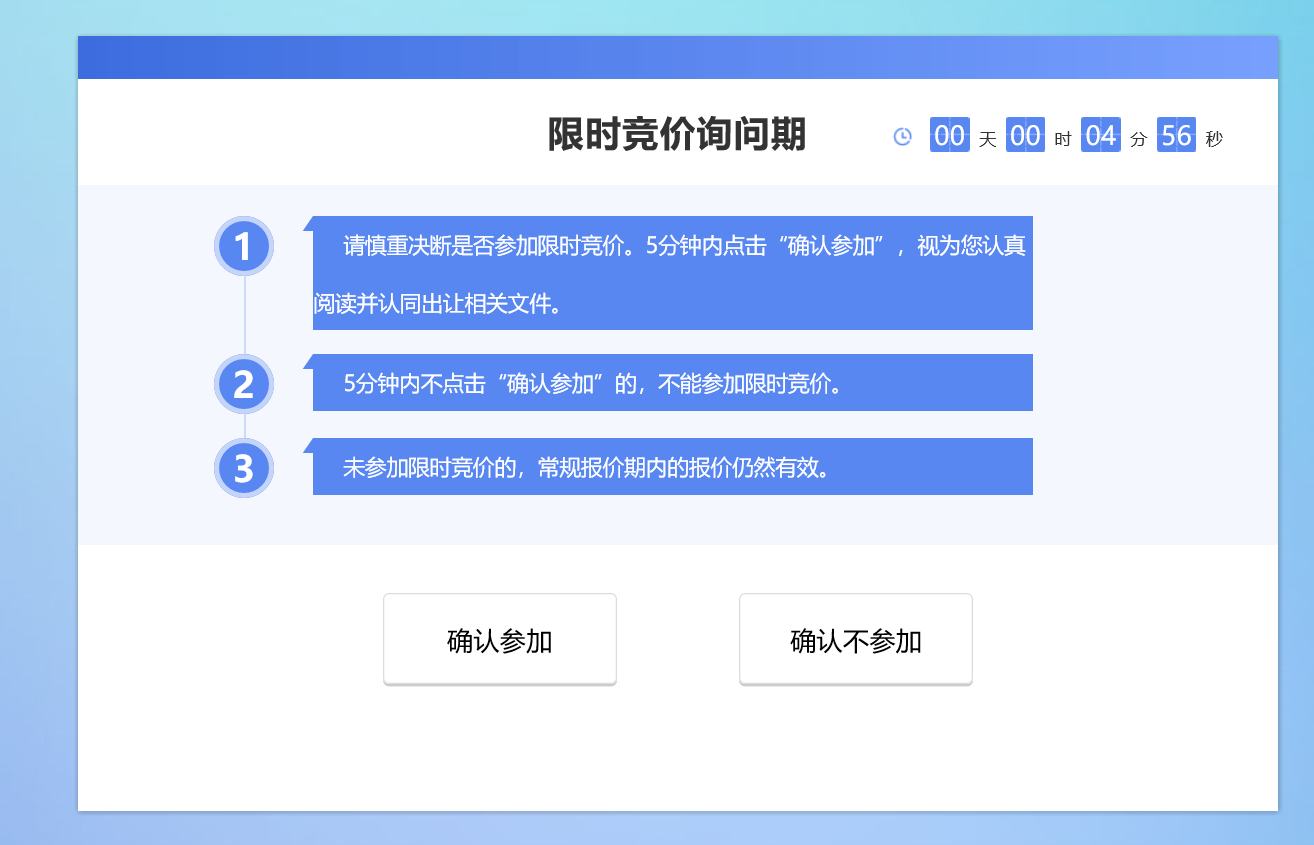 限时竞价询问期
00 天 00 时 04 分 56 秒
1
请慎重决断是否参加限时竞价。5分钟内点击“确认参加”，视为您认真
阅读并认同出让相关文件。
2
5分钟内不点击“确认参加”的，不能参加限时竞价。
3
未参加限时竞价的，常规报价期内的报价仍然有效。
确认参加
确认不参加